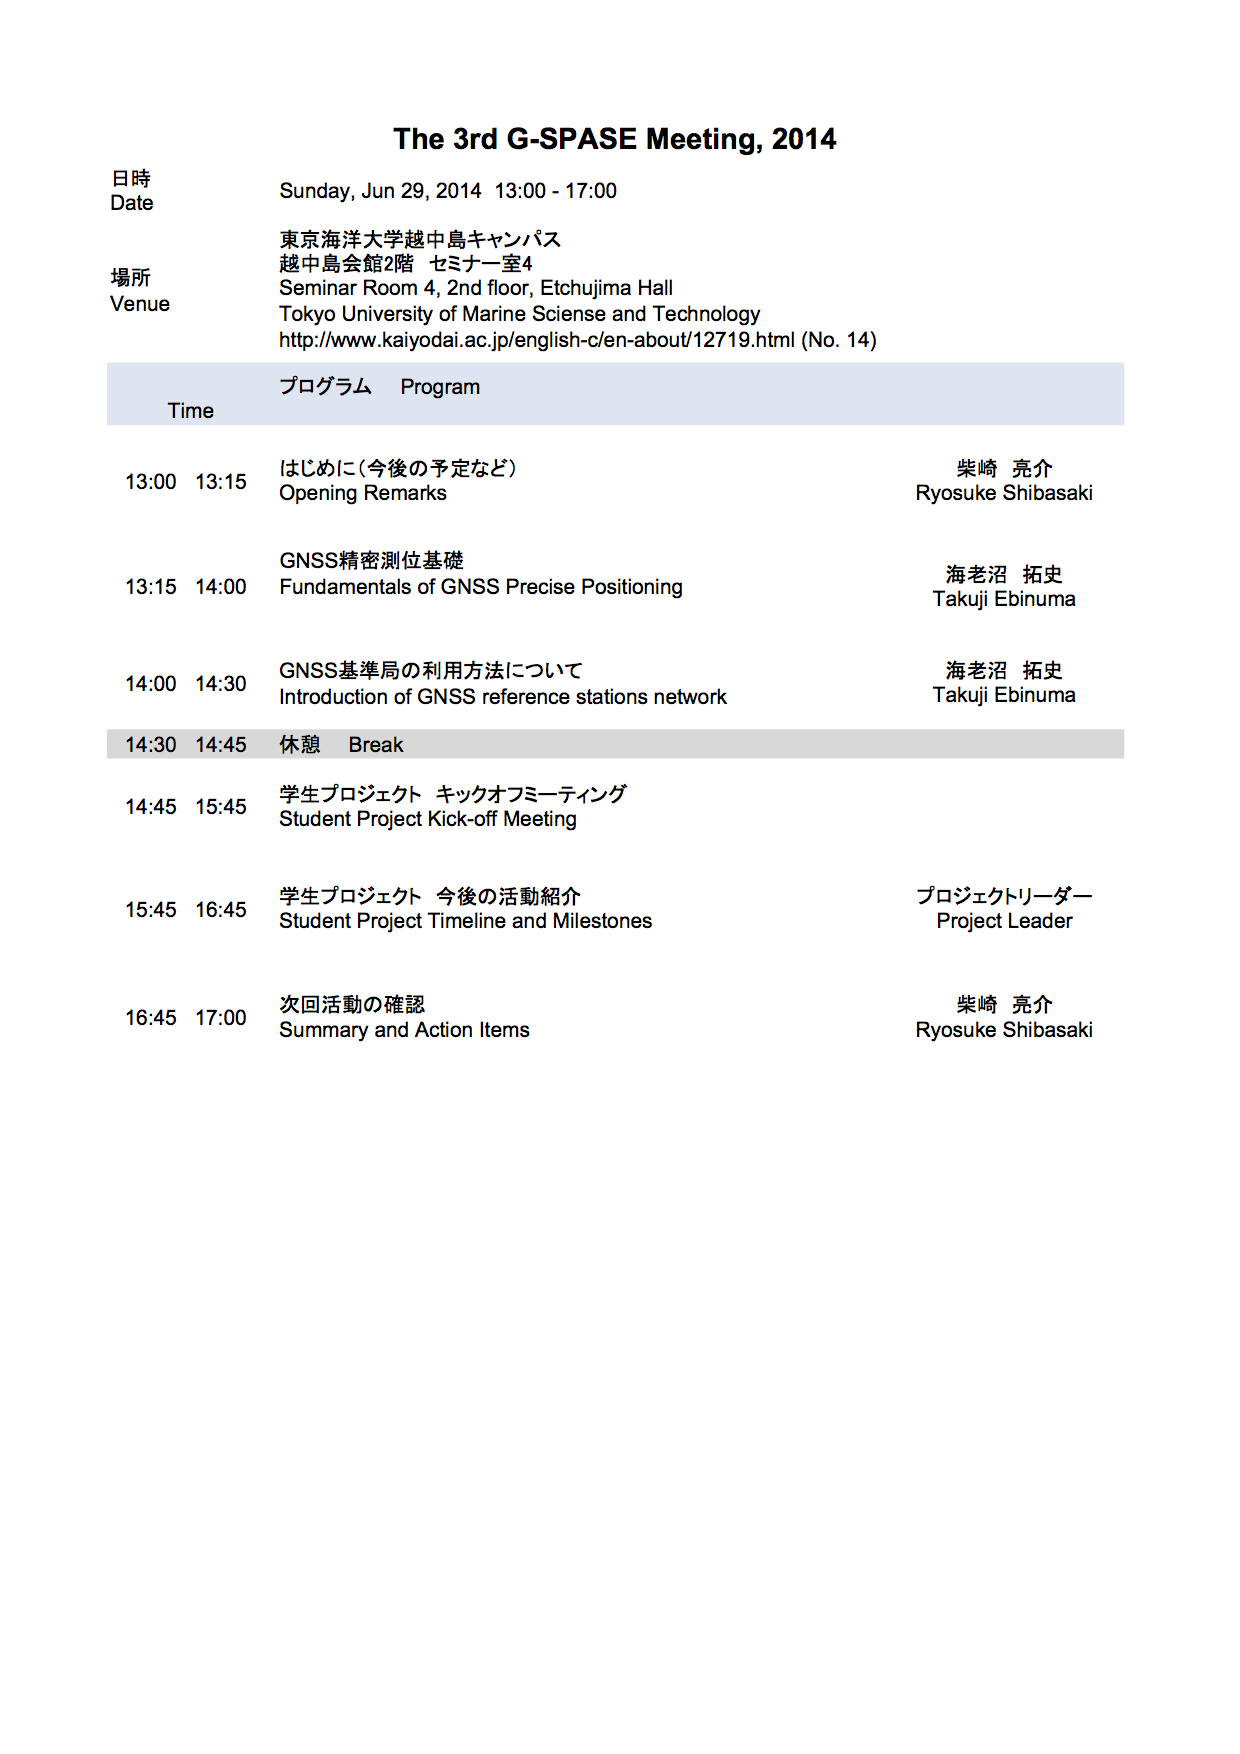 The 3rd G-SPASE Meeting, 2014
日時
Date
Sunday, Jun 29, 2014  13:00 - 17:00
場所
Venue
東京海洋大学越中島キャンパス
越中島会館2階　セミナー室4
Seminar Room 4, 2nd floor, Etchujima Hall
Tokyo University of Marine Sciense and Technology
http://www.kaiyodai.ac.jp/english-c/en-about/12719.html (No. 14)
Time
プログラム　 Program
13:00 13:15
はじめに（今後の予定など）
Opening Remarks
柴崎　亮介
Ryosuke Shibasaki
13:15 14:00
GNSS精密測位基礎
Fundamentals of GNSS Precise Positioning
海老沼　拓史
Takuji Ebinuma
14:00 14:30
GNSS基準局の利用方法について
Introduction of GNSS reference stations network
海老沼　拓史
Takuji Ebinuma
14:30 14:45 休憩　 Break
14:45 15:45
学生プロジェクト　キックオフミーティング
Student Project Kick-off Meeting
15:45 16:45
学生プロジェクト　今後の活動紹介
Student Project Timeline and Milestones
プロジェクトリーダー
Project Leader
16:45 17:00
次回活動の確認
Summary and Action Items
柴崎　亮介
Ryosuke Shibasaki